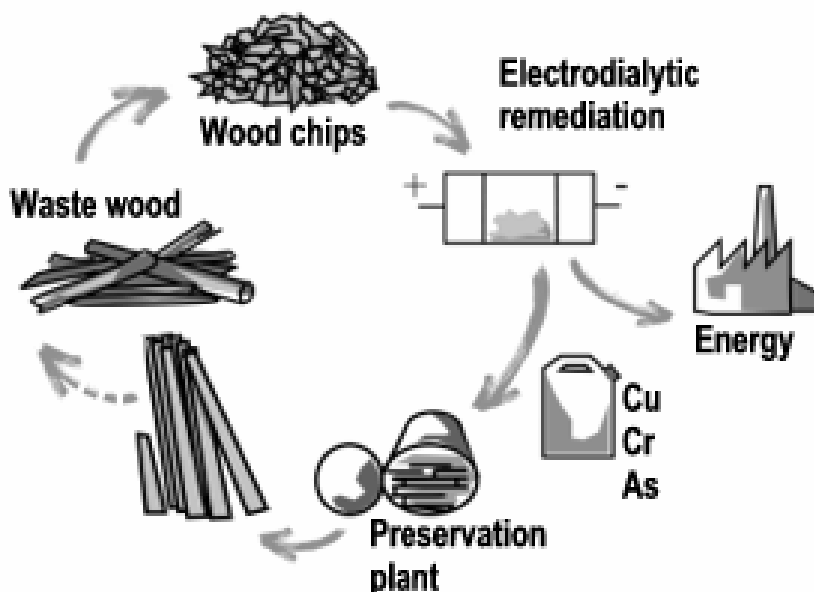 Wood chips
Electrodialytic
remediation
Waste wood
+
-
Energy
Cu
Cr
As
Preservation
plant